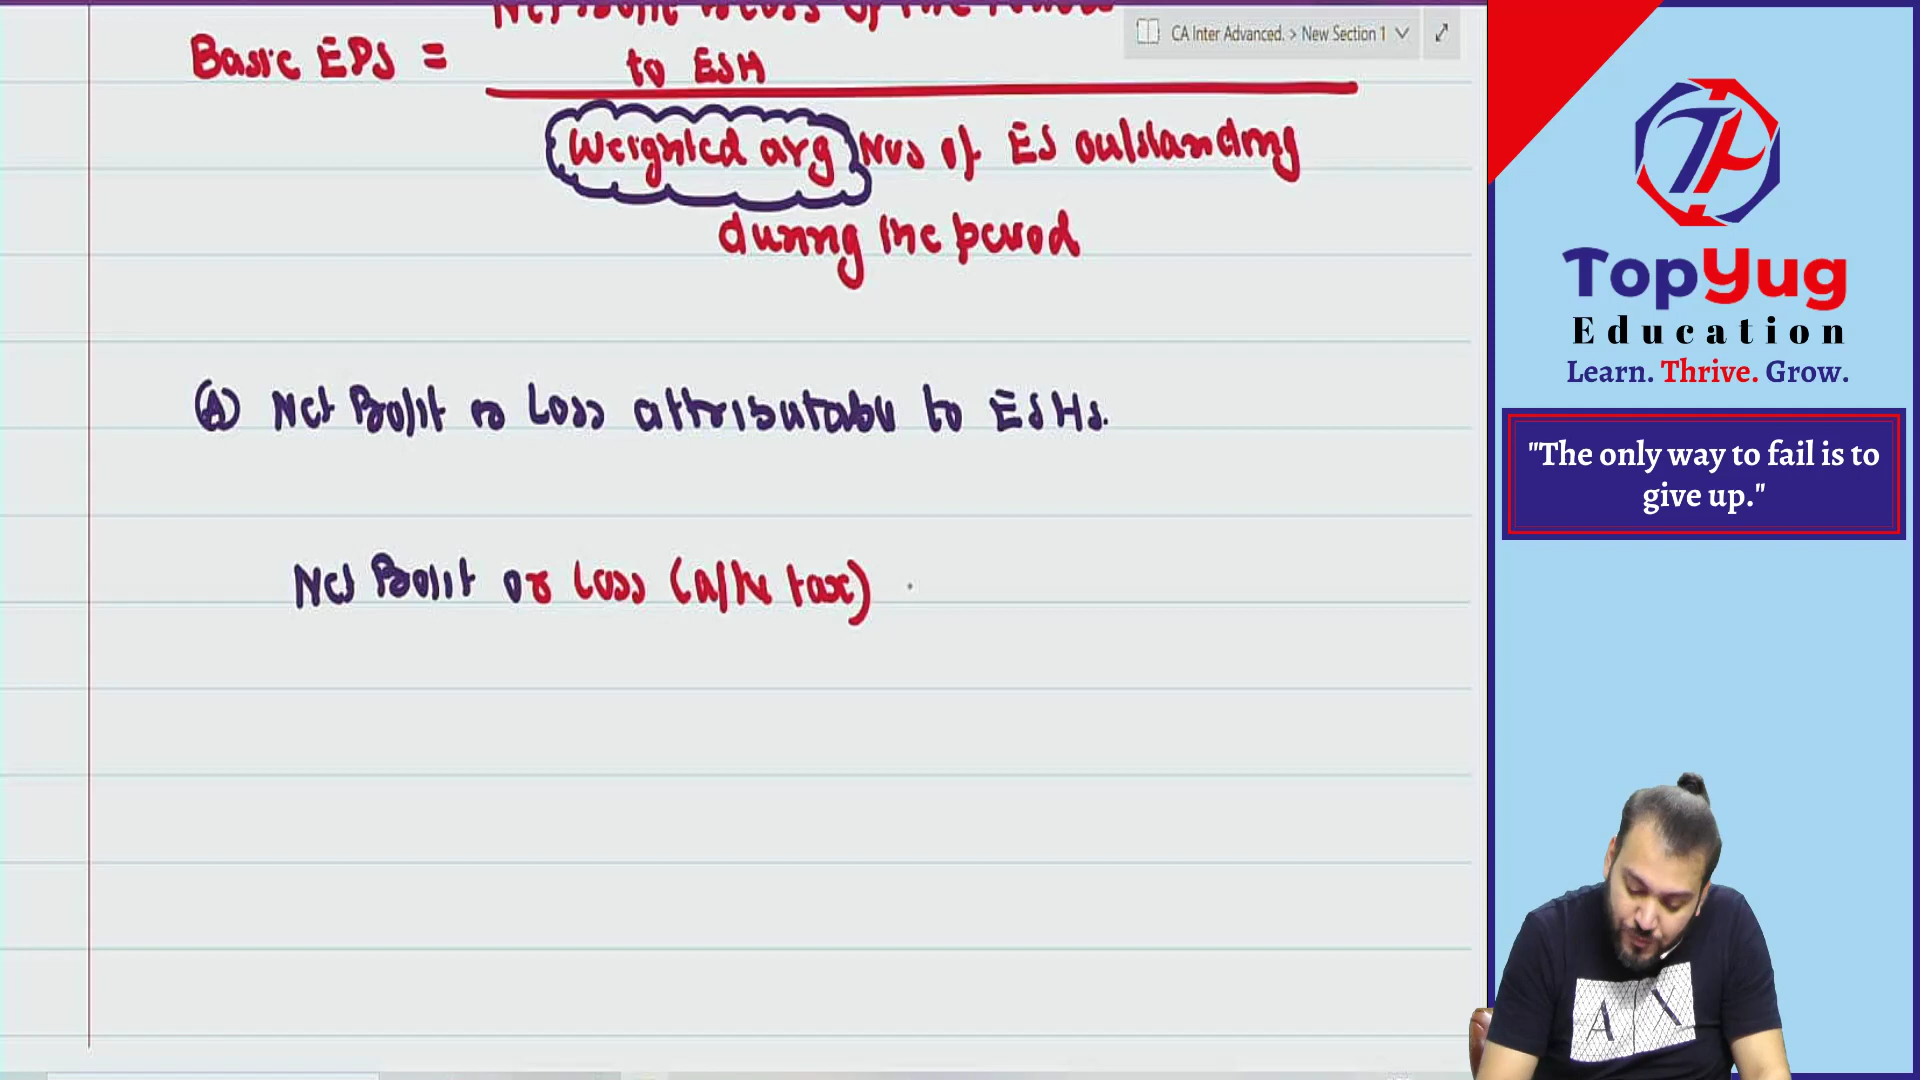 CA Inter Advanced. > New Section 1
Basic EPS =
to ESH
Weighted avg Nos of ES outstanding
during the period
(A) Net Profit or Loss attributable to ESHs.
Net Profit or Loss (after tax)
TopYug
Education
Learn. Thrive. Grow.
"The only way to fail is to
give up."
A X